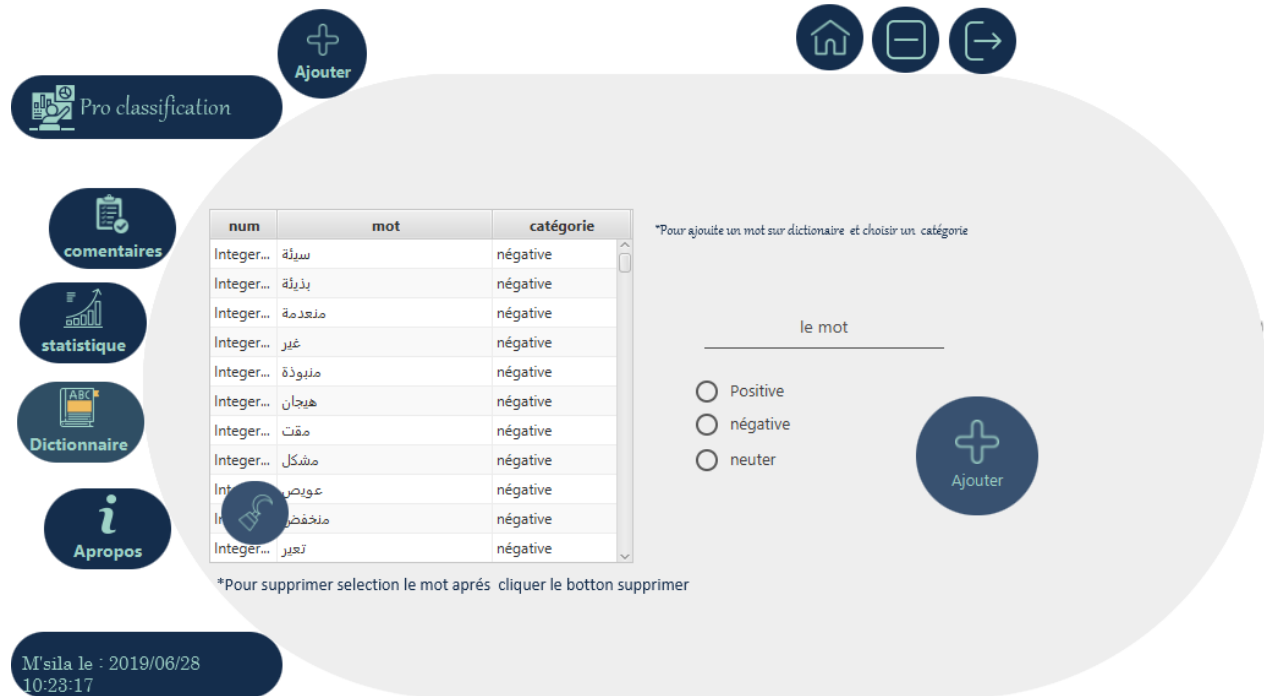 Ajouter
Pro classification
comentaires
statistique
ABC
Dictionnaire
Apropos
M'sila le : 2019/06/28
10:23:17
num mot catégorie
Integer... سيئة négative
Integer... بذيئة négative
Integer... منعدمة négative
Integer... غير négative
Integer... منبوذة négative
Integer... هيجان négative
Integer... مقت négative
Integer... مشكل négative
عويص négative
منخفض négative
Integer... تعير négative
*Pour supprimer selection le mot aprés cliquer le botton supprimer
*Pour ajouite un mot sur dictionaire et choisir un catégorie
le mot
Positive
négative
neuter
Ajouter